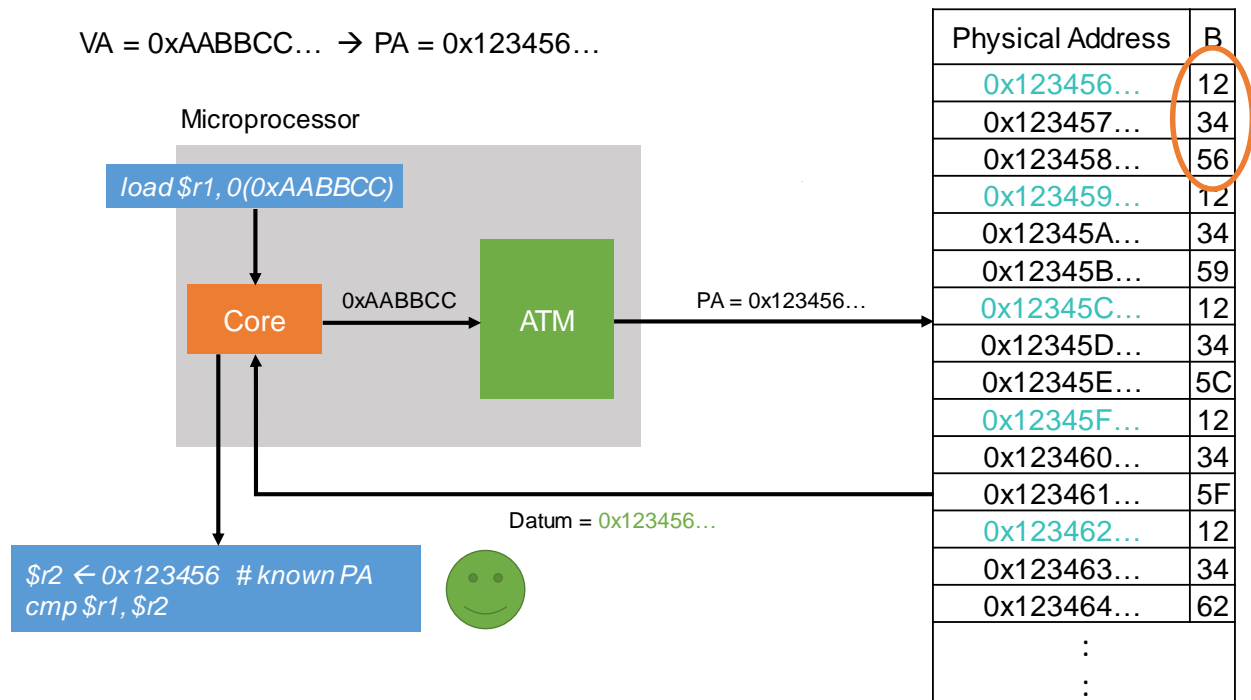 VA = 0xAABBCC… → PA = 0x123456…
Microprocessor
load $r1, 0(0xAABBCC)
Core
0xAABBCC
ATM
PA = 0x123456…
Datum = 0x123456…
$r2 ← 0x123456 # known PA
cmp $r1, $r2
Physical Address B
0x123456… 12
0x123457… 34
0x123458… 56
0x123459… 12
0x12345A… 34
0x12345B… 59
0x12345C… 12
0x12345D… 34
0x12345E… 5C
0x12345F… 12
0x123460… 34
0x123461… 5F
0x123462… 12
0x123463… 34
0x123464… 62
:
: